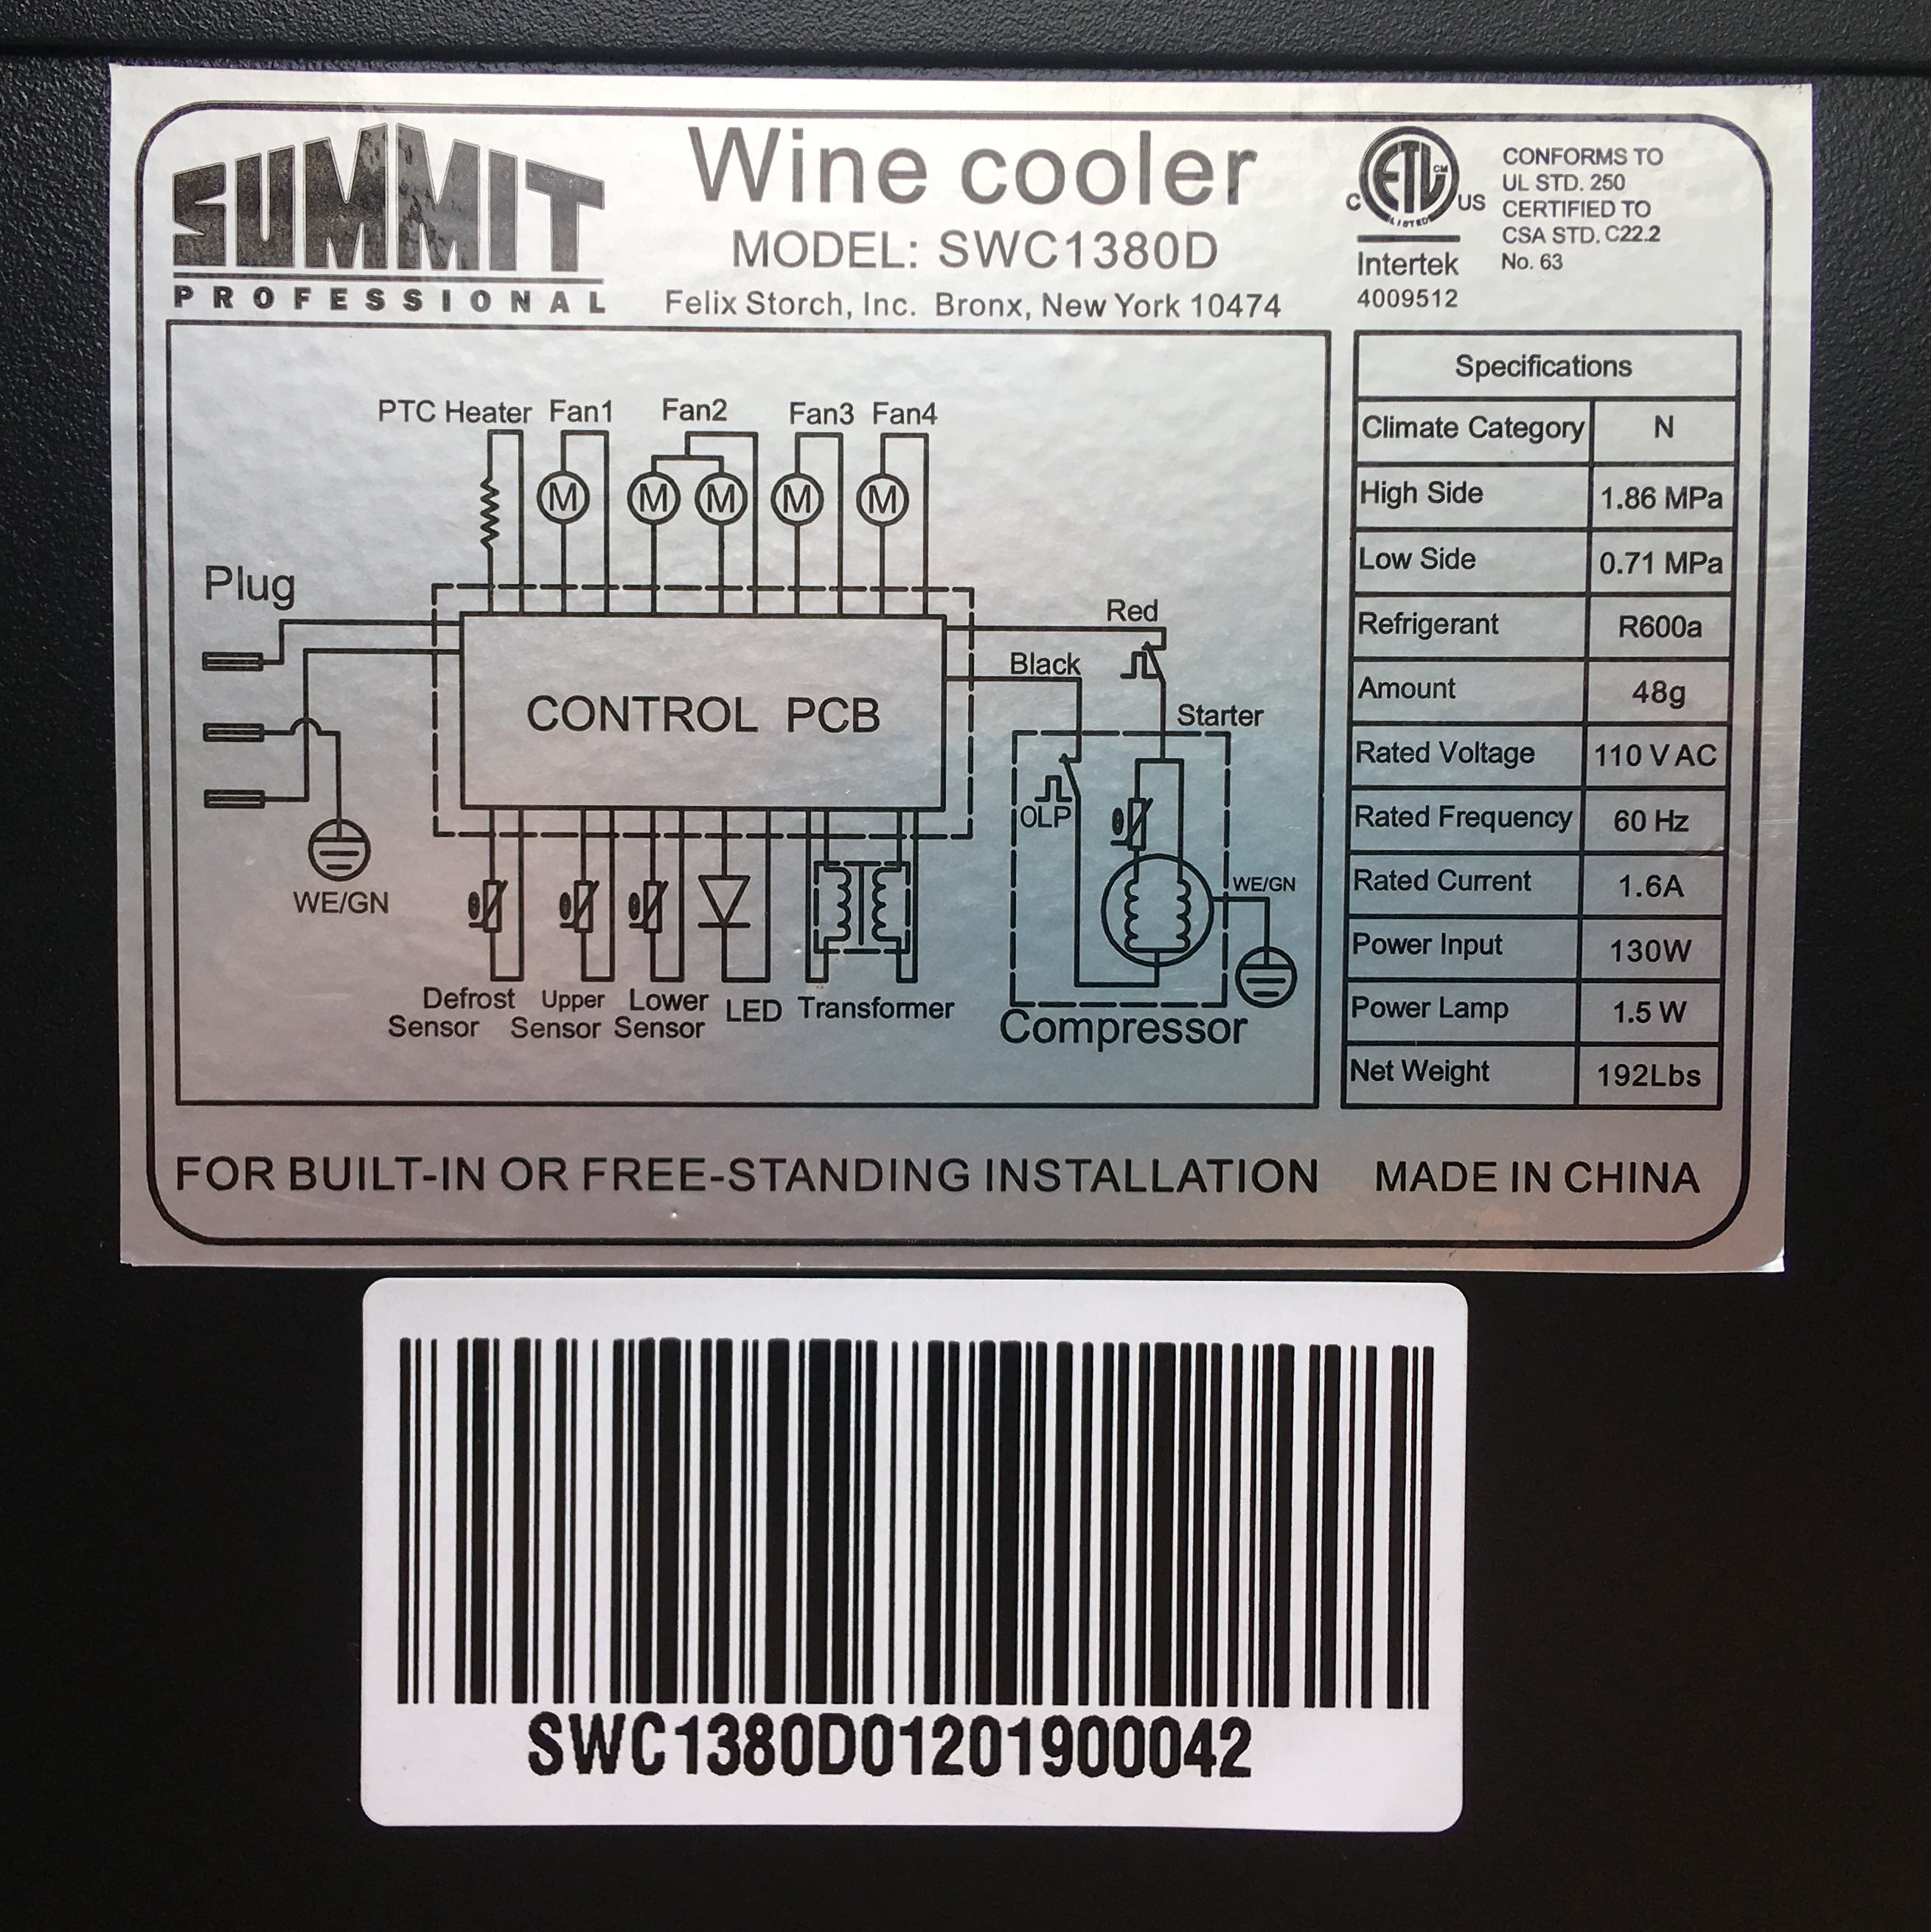 SUMMIT
PROFESSIONAL
Wine cooler
MODEL: SWC1380D
Felix Storch, Inc. Bronx, New York 10474
C ETL CM US
LISTED
Intertek
4009512
CONFORMS TO
UL STD. 250
CERTIFIED TO
CSA STD. C22.2
No. 63
PTC Heater Fan1 Fan2 Fan3 Fan4
M M M M M
Plug
CONTROL PCB
WE/GN
Red
Black
Starter
OLP
θ
WE/GN
Compressor
θ θ θ
Defrost Sensor
Upper Sensor
Lower Sensor
LED
Transformer
Specifications
Climate Category N
High Side 1.86 MPa
Low Side 0.71 MPa
Refrigerant R600a
Amount 48g
Rated Voltage 110 V AC
Rated Frequency 60 Hz
Rated Current 1.6A
Power Input 130W
Power Lamp 1.5 W
Net Weight 192Lbs
FOR BUILT-IN OR FREE-STANDING INSTALLATION MADE IN CHINA
SWC1380D01201900042